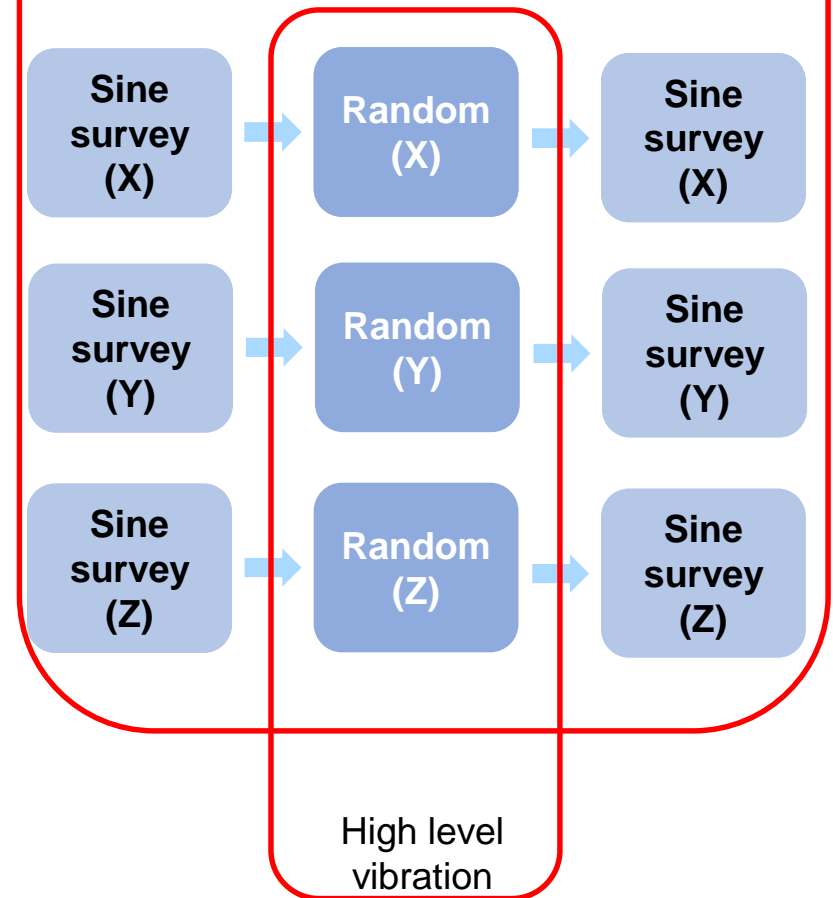 Sine
survey
(X)
Random
(X)
Sine
survey
(X)
Sine
survey
(Y)
Random
(Y)
Sine
survey
(Y)
Sine
survey
(Z)
Random
(Z)
Sine
survey
(Z)
High level
vibration